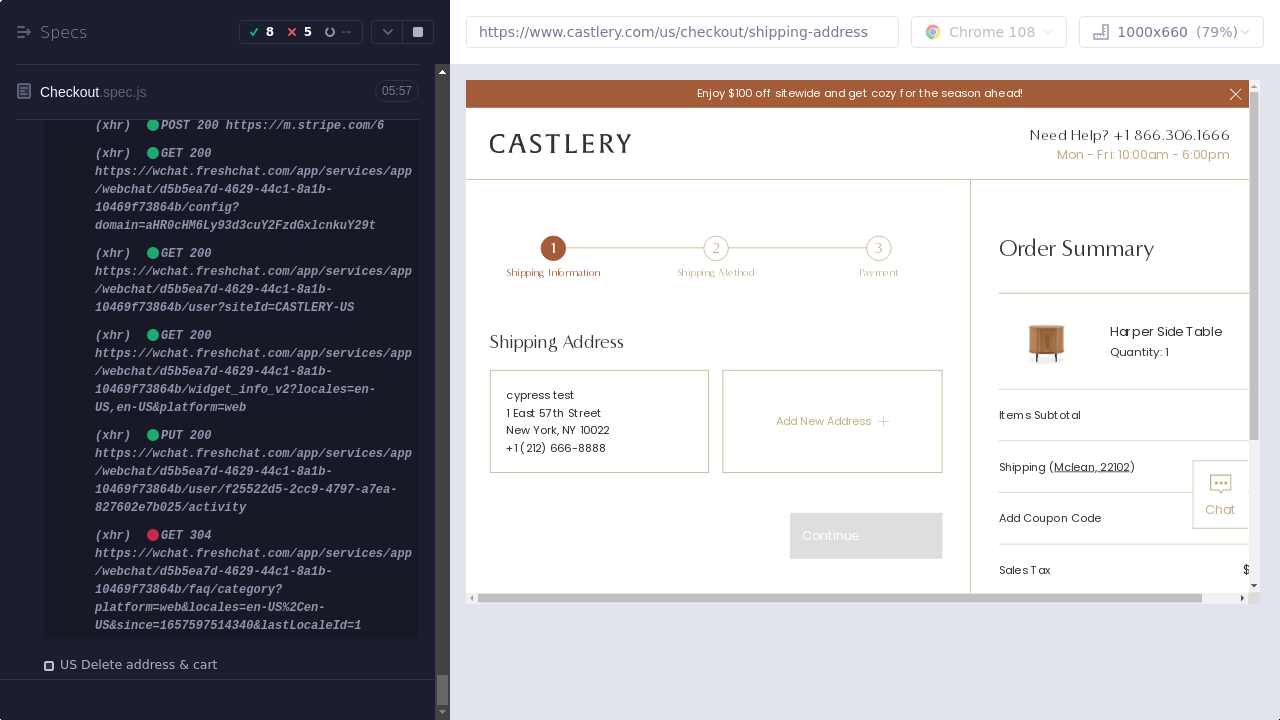 Specs
8 5 --
Checkout.spec.js 05:57
(xhr) POST 200 https://m.stripe.com/6
(xhr) GET 200
https://wchat.freshchat.com/app/services/app
/webchat/d5b5ea7d-4629-44c1-8a1b-
10469f73864b/config?
domain=aHR0cHM6Ly93d3cuY2FzdGxlcnkuY29t
(xhr) GET 200
https://wchat.freshchat.com/app/services/app
/webchat/d5b5ea7d-4629-44c1-8a1b-
10469f73864b/user?siteId=CASTLERY-US
(xhr) GET 200
https://wchat.freshchat.com/app/services/app
/webchat/d5b5ea7d-4629-44c1-8a1b-
10469f73864b/widget_info_v2?locales=en-
US,en-US&platform=web
(xhr) PUT 200
https://wchat.freshchat.com/app/services/app
/webchat/d5b5ea7d-4629-44c1-8a1b-
10469f73864b/user/f25522d5-2cc9-4797-a7ea-
827602e7b025/activity
(xhr) GET 304
https://wchat.freshchat.com/app/services/app
/webchat/d5b5ea7d-4629-44c1-8a1b-
10469f73864b/faq/category?
platform=web&locales=en-US%2Cen-
US&since=1657597514340&lastLocaleId=1
US Delete address & cart
https://www.castlery.com/us/checkout/shipping-address
Chrome 108
1000x660 (79%)
Enjoy $100 off sitewide and get cozy for the season ahead!
CASTLERY
Need Help? +1 866.306.1666
Mon - Fri: 10:00am - 6:00pm
1 2 3
Shipping Information Shipping Method Payment
Shipping Address
cypress test
1 East 57th Street
New York, NY 10022
+1 (212) 666-8888
Add New Address
Continue
Order Summary
Harper Side Table
Quantity: 1
Items Subtotal
Shipping (Mclean, 22102)
Add Coupon Code
Sales Tax $
Chat